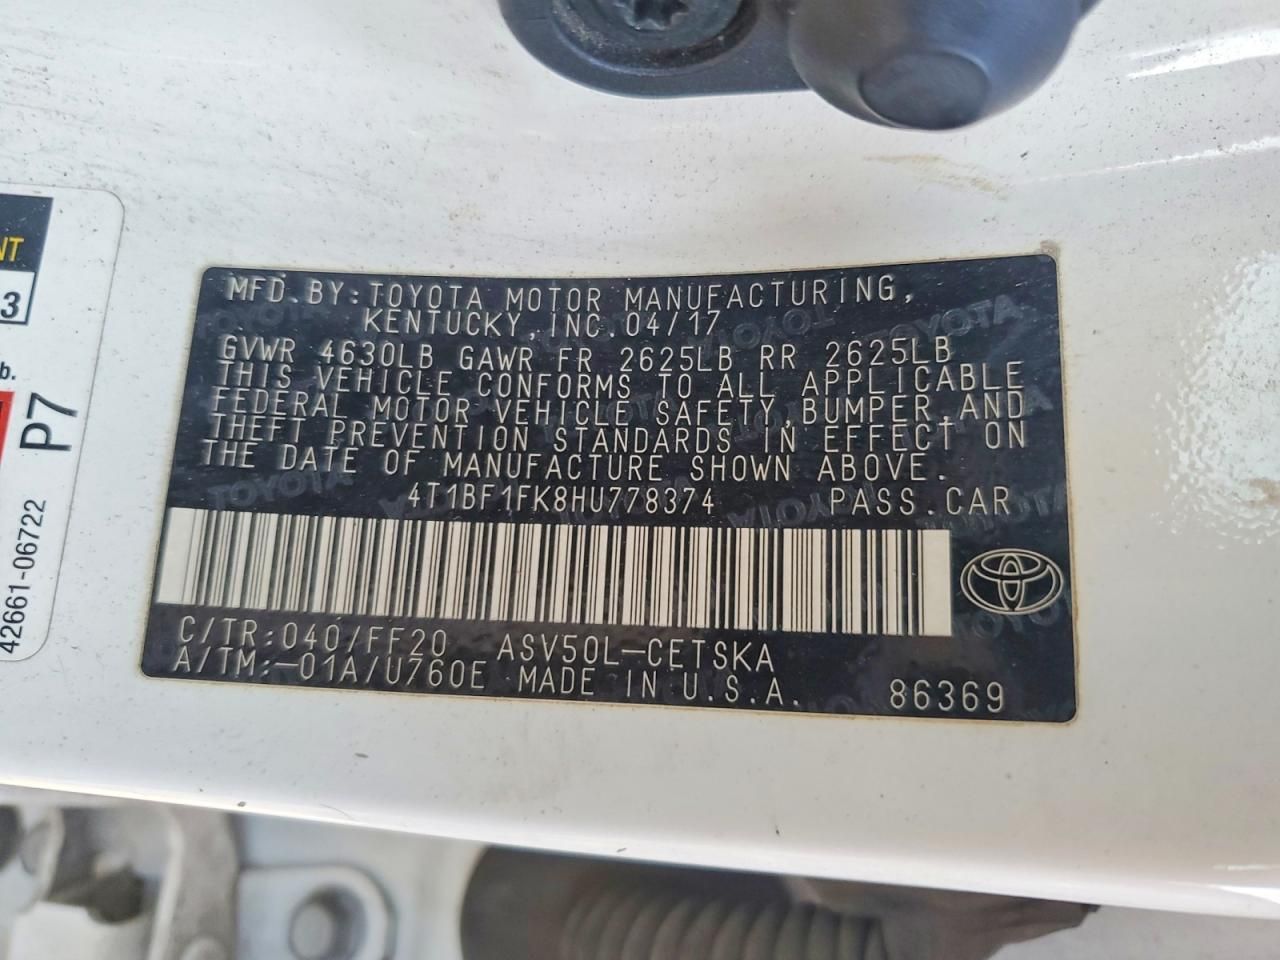 MFD.BY:TOYOTA MOTOR MANUFACTURING,
KENTUCKY,INC.04/17
GVWR 4630LB GAWR FR 2625LB RR 2625LB
THIS VEHICLE CONFORMS TO ALL APPLICABLE
FEDERAL MOTOR VEHICLE SAFETY,BUMPER,AND
THEFT PREVENTION STANDARDS IN EFFECT ON
THE DATE OF MANUFACTURE SHOWN ABOVE.
4T1BF1FK8HU778374 PASS.CAR
C/TR:040/FF20 ASV50L-CETSKA
A/TM:-01A/U760E MADE IN U.S.A. 86369
NT
3
b.
P7
42661-06722